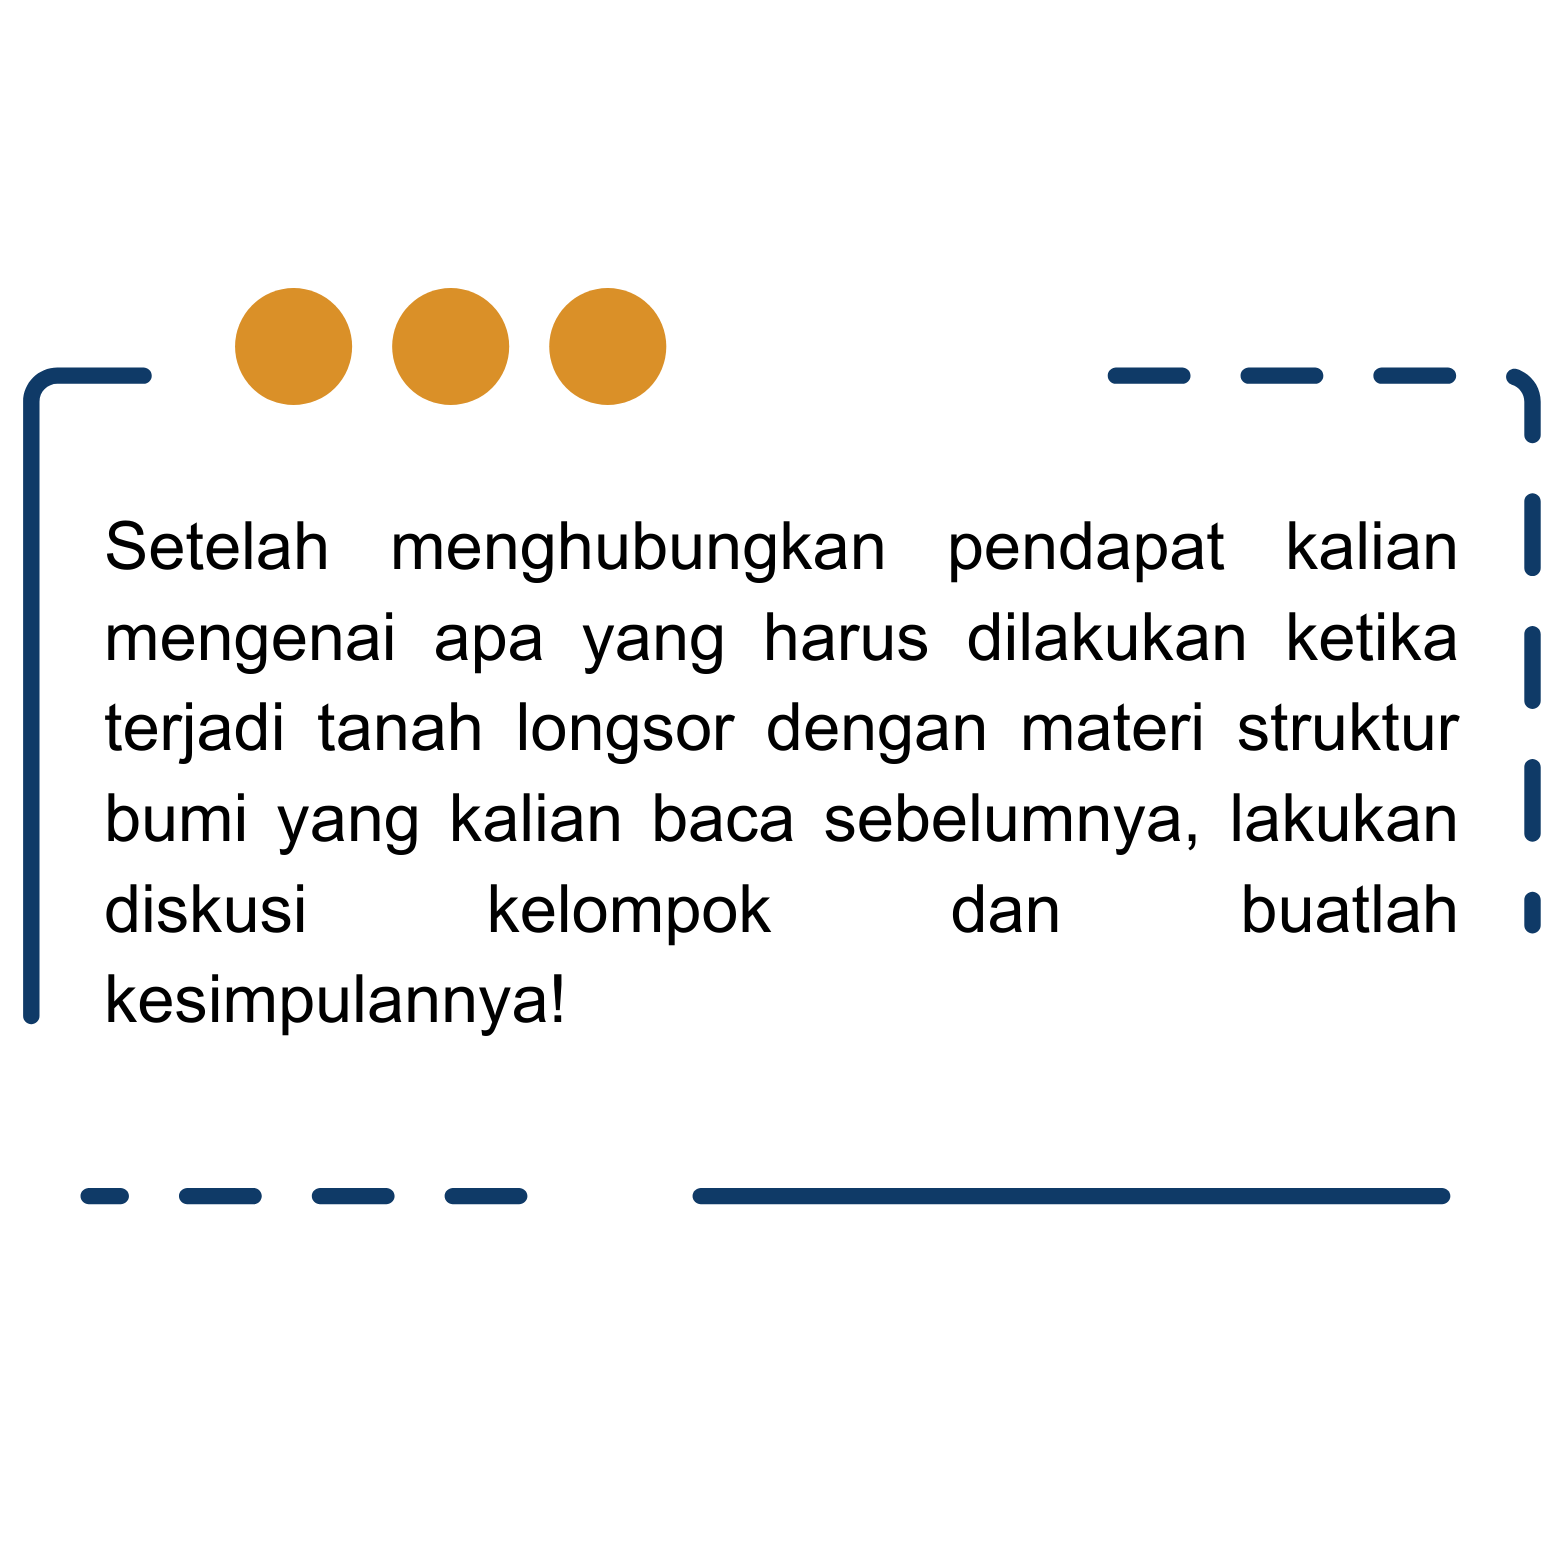 Setelah menghubungkan pendapat kalian
mengenai apa yang harus dilakukan ketika
terjadi tanah longsor dengan materi struktur
bumi yang kalian baca sebelumnya, lakukan
diskusi kelompok dan buatlah
kesimpulannya!